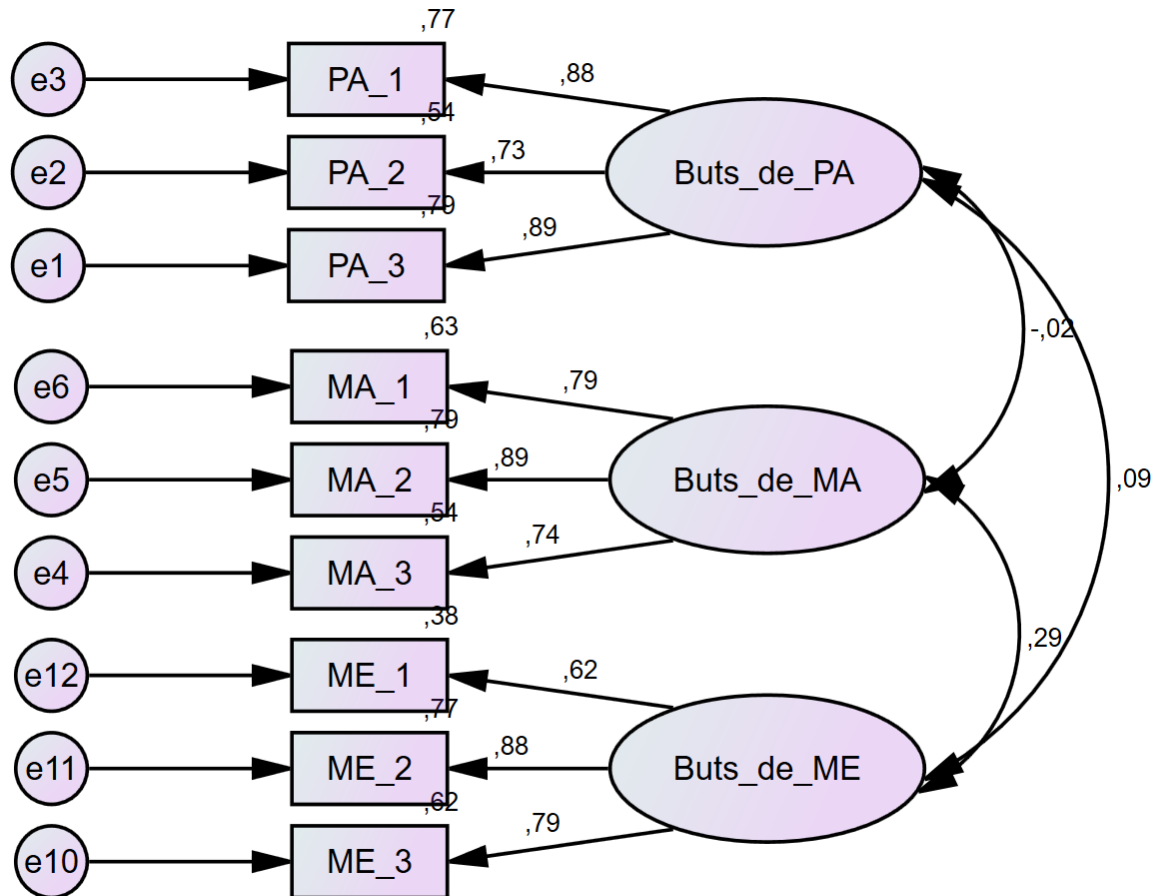 ,77
e3 PA_1 ,88
,54
e2 PA_2 ,73 Buts_de_PA
,79
e1 PA_3 ,89
-,02
,63
e6 MA_1 ,79
,79
e5 MA_2 ,89 Buts_de_MA ,09
,54
e4 MA_3 ,74
,38
,29
e12 ME_1 ,62
,77
e11 ME_2 ,88 Buts_de_ME
,62
e10 ME_3 ,79